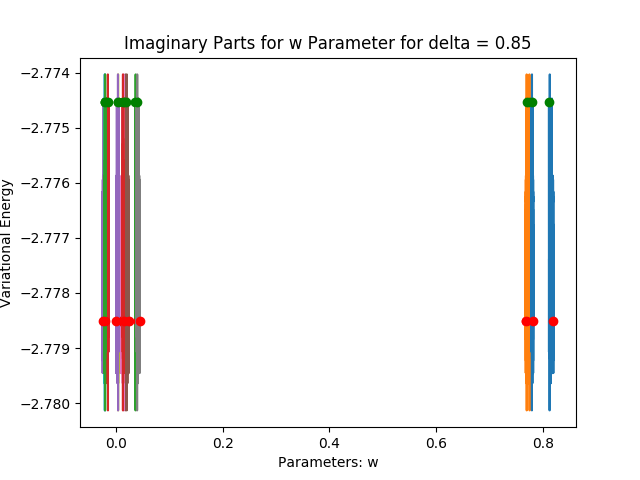 Imaginary Parts for w Parameter for delta = 0.85
Variational Energy
−2.774
−2.775
−2.776
−2.777
−2.778
−2.779
−2.780
0.0 0.2 0.4 0.6 0.8
Parameters: w